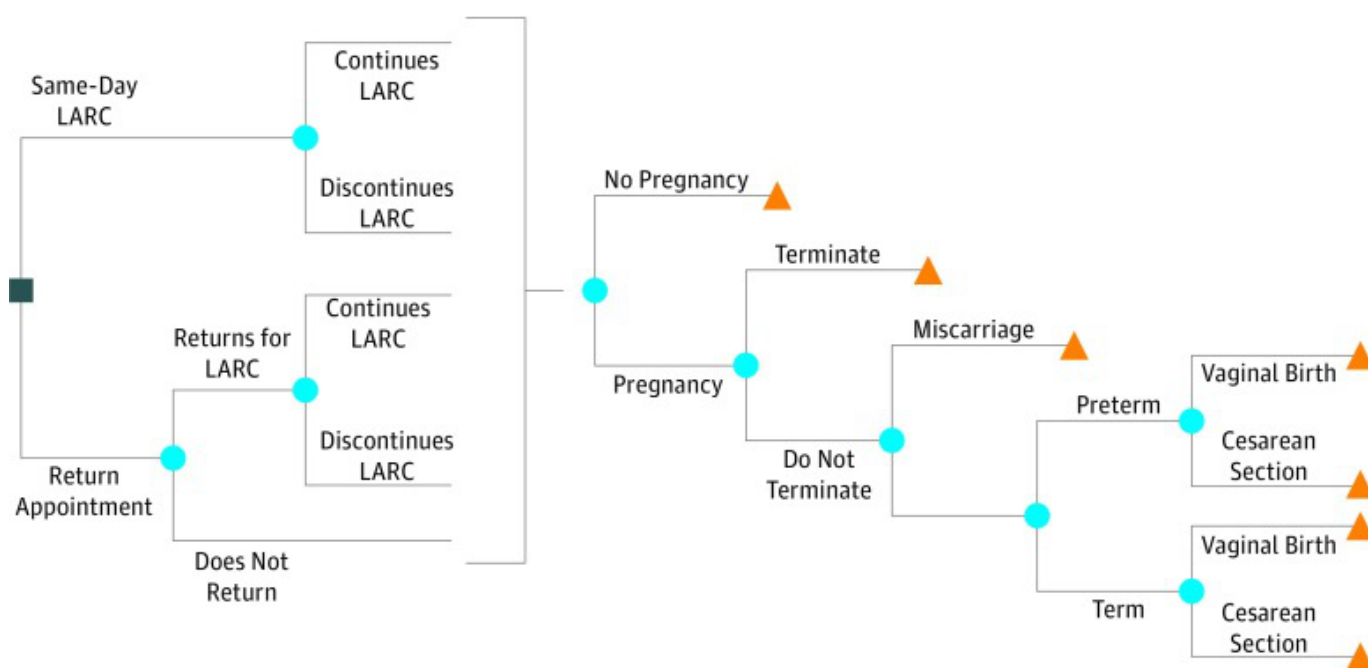 Same-Day
LARC
Continues
LARC
Discontinues
LARC
Return
Appointment
Returns for
LARC
Continues
LARC
Discontinues
LARC
Does Not
Return
No Pregnancy
Pregnancy
Terminate
Do Not
Terminate
Miscarriage
Preterm
Vaginal Birth
Cesarean
Section
Term
Vaginal Birth
Cesarean
Section